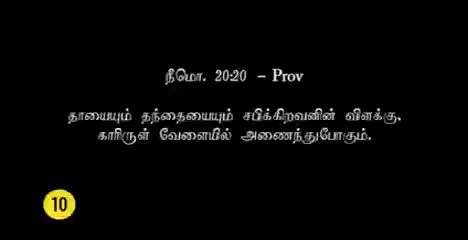 நீமொ. 20:20 – Prov
தாயையும் தந்தையையும் சபிக்கிறவனின் விளக்கு,
காரிருள் வேளையில் அணைந்துபோகும்.
10